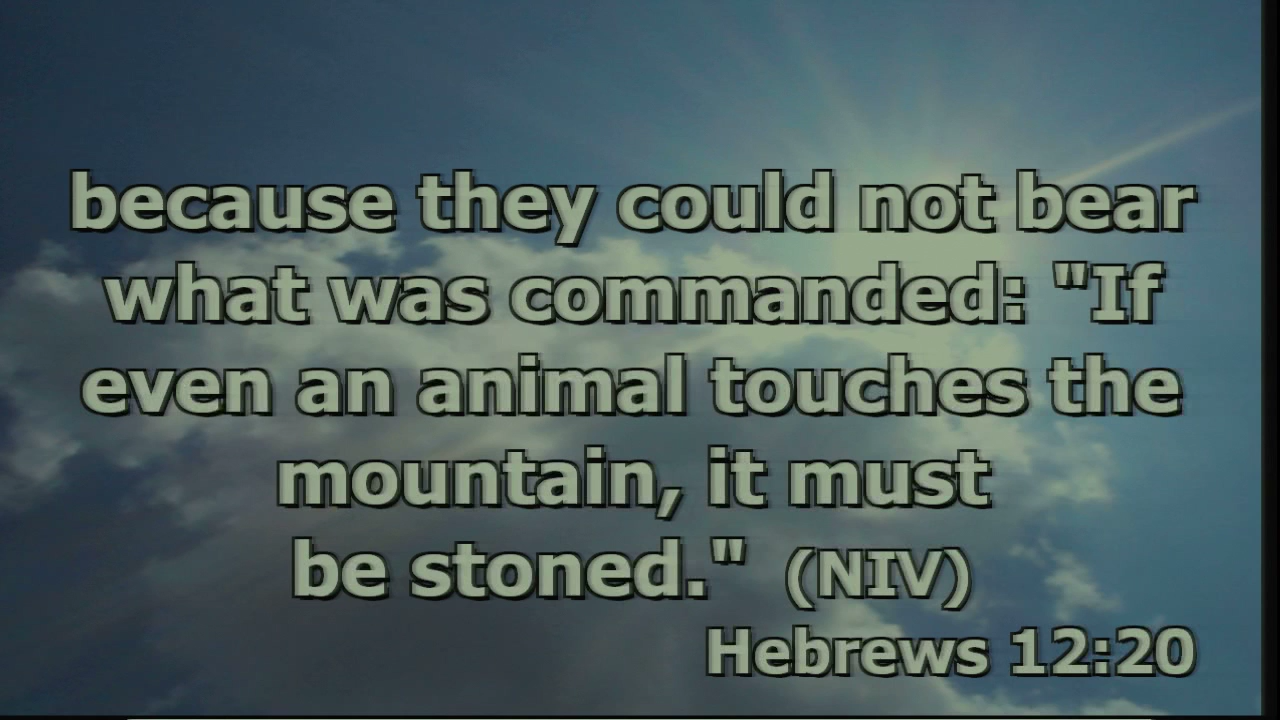 because they could not bear
what was commanded: "If
even an animal touches the
mountain, it must
be stoned." (NIV)
Hebrews 12:20